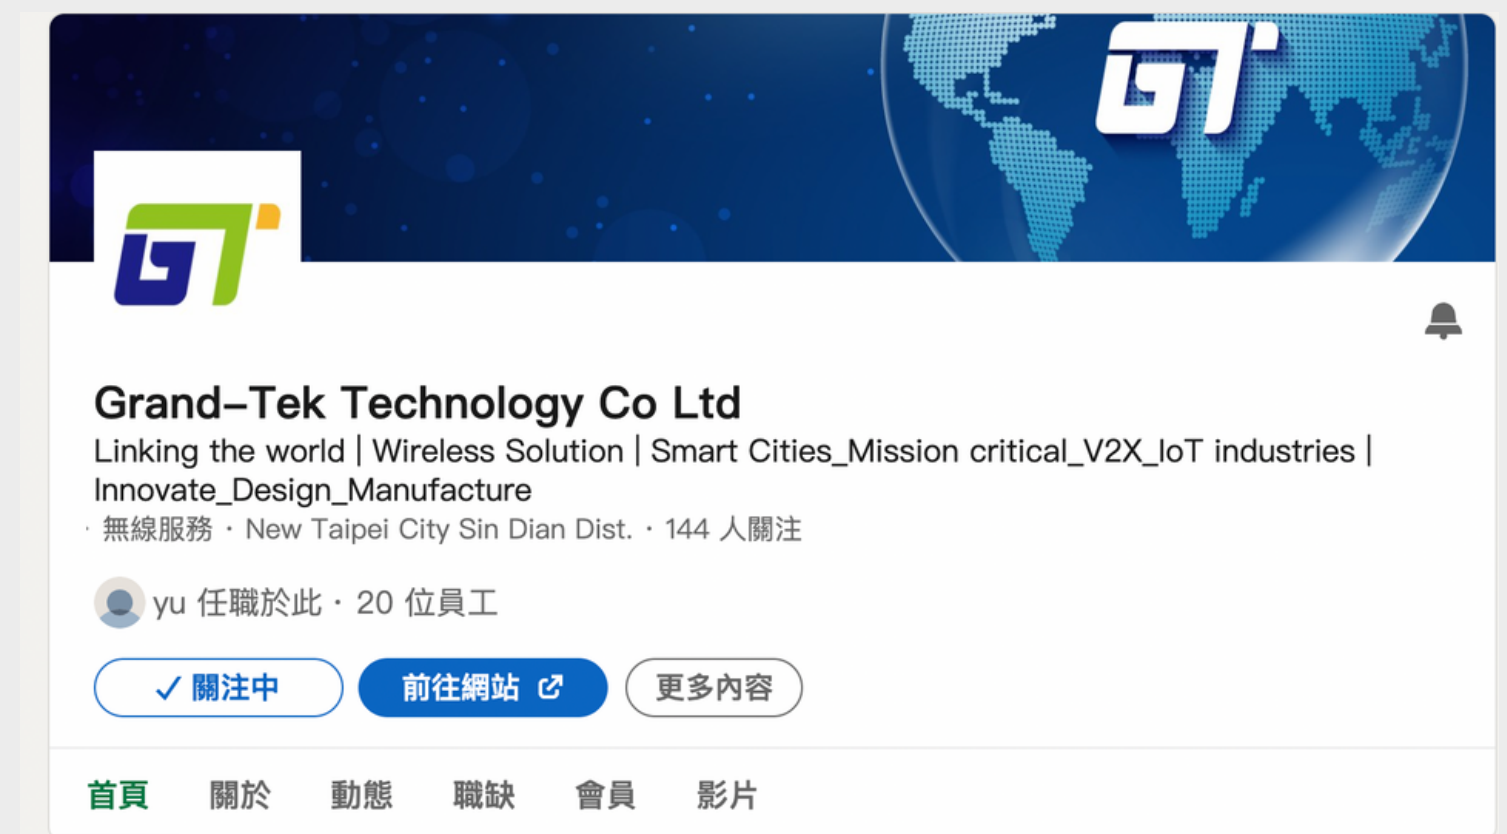 GT
GT
Grand-Tek Technology Co Ltd
Linking the world | Wireless Solution | Smart Cities_Mission critical_V2X_IoT industries |
Innovate_Design_Manufacture
· 無線服務 · New Taipei City Sin Dian Dist. · 144 人關注
yu 任職於此 · 20 位員工
✓ 關注中 前往網站 更多內容
首頁 關於 動態 職缺 會員 影片